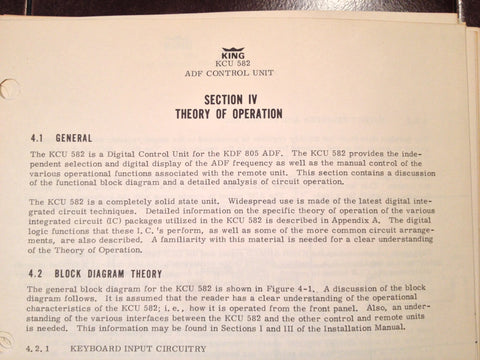 KING
KCU 582
ADF CONTROL UNIT
SECTION IV
THEORY OF OPERATION
4.1 GENERAL
The KCU 582 is a Digital Control Unit for the KDF 805 ADF. The KCU 582 provides the inde-
pendent selection and digital display of the ADF frequency as well as the manual control of the
various operational functions associated with the remote unit. This section contains a discussion
of the functional block diagram and a detailed analysis of circuit operation.
The KCU 582 is a completely solid state unit. Widespread use is made of the latest digital inte-
grated circuit techniques. Detailed information on the specific theory of operation of the various
integrated circuit (IC) packages utilized in the KCU 582 is described in Appendix A. The digital
logic functions that these I.C.'s perform, as well as some of the more common circuit arrange-
ments, are also described. A familiarity with this material is needed for a clear understanding
of the Theory of Operation.
4.2 BLOCK DIAGRAM THEORY
The general block diagram for the KCU 582 is shown in Figure 4-1. A discussion of the block
diagram follows. It is assumed that the reader has a clear understanding of the operational
characteristics of the KCU 582; i.e., how it is operated from the front panel. Also, an under-
standing of the various interfaces between the KCU 582 and the other control and remote units
is needed. This information may be found in Sections I and III of the Installation Manual.
4.2.1 KEYBOARD INPUT CIRCUITRY